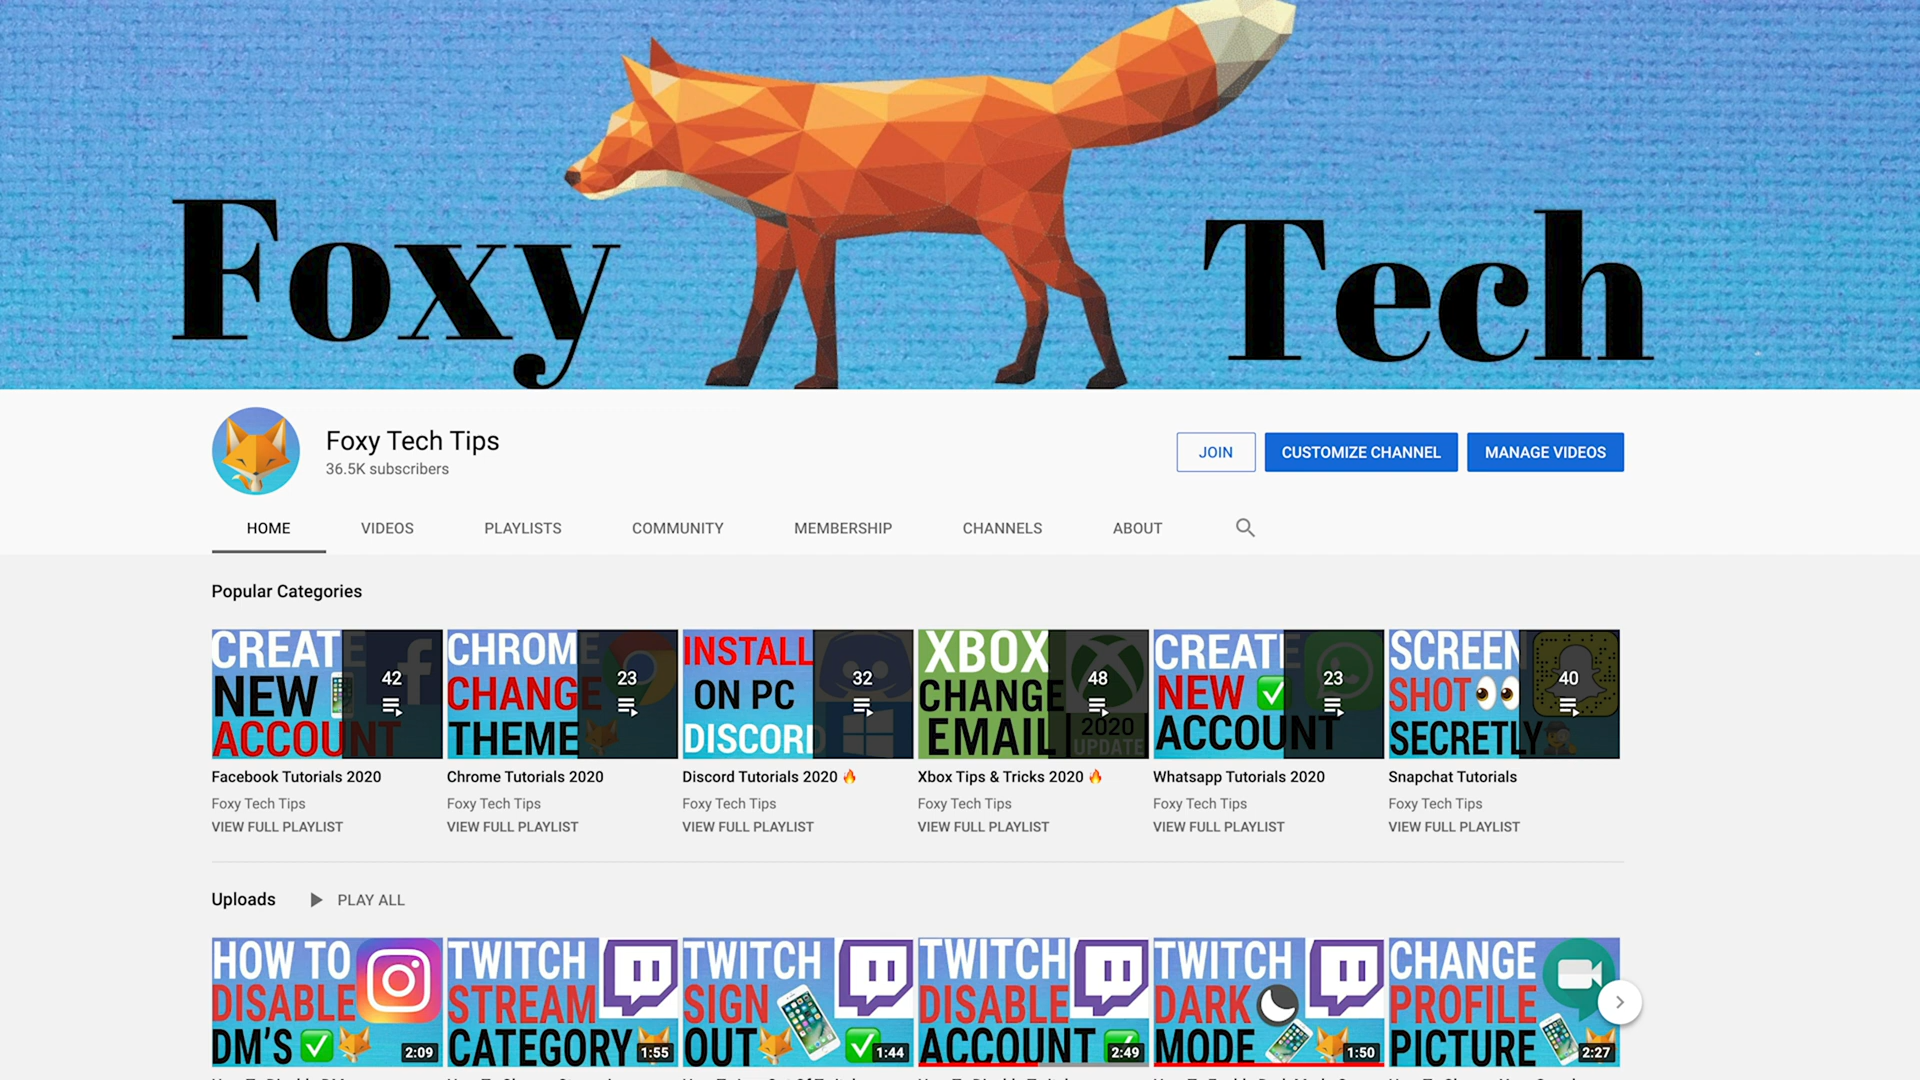 Foxy Tech
Foxy Tech Tips
36.5K subscribers
JOIN
CUSTOMIZE CHANNEL
MANAGE VIDEOS
HOME
VIDEOS
PLAYLISTS
COMMUNITY
MEMBERSHIP
CHANNELS
ABOUT
Popular Categories
CREATE
NEW
ACCOUNT
42
Facebook Tutorials 2020
Foxy Tech Tips
VIEW FULL PLAYLIST
CHROME
CHANGE
THEME
23
Chrome Tutorials 2020
Foxy Tech Tips
VIEW FULL PLAYLIST
INSTALL
ON PC
DISCORD
32
Discord Tutorials 2020 🔥
Foxy Tech Tips
VIEW FULL PLAYLIST
XBOX
CHANGE
EMAIL
2020
UPDATE
48
Xbox Tips & Tricks 2020 🔥
Foxy Tech Tips
VIEW FULL PLAYLIST
CREATE
NEW ✅
ACCOUNT
23
Whatsapp Tutorials 2020
Foxy Tech Tips
VIEW FULL PLAYLIST
SCREEN
SHOT 👀
SECRETLY
40
Snapchat Tutorials
Foxy Tech Tips
VIEW FULL PLAYLIST
Uploads
PLAY ALL
HOW TO
DISABLE
DM'S ✅
2:09
TWITCH
STREAM
CATEGORY
1:55
TWITCH
SIGN
OUT
1:44
TWITCH
DISABLE
ACCOUNT
2:49
TWITCH
DARK
MODE
1:50
CHANGE
PROFILE
PICTURE
2:27